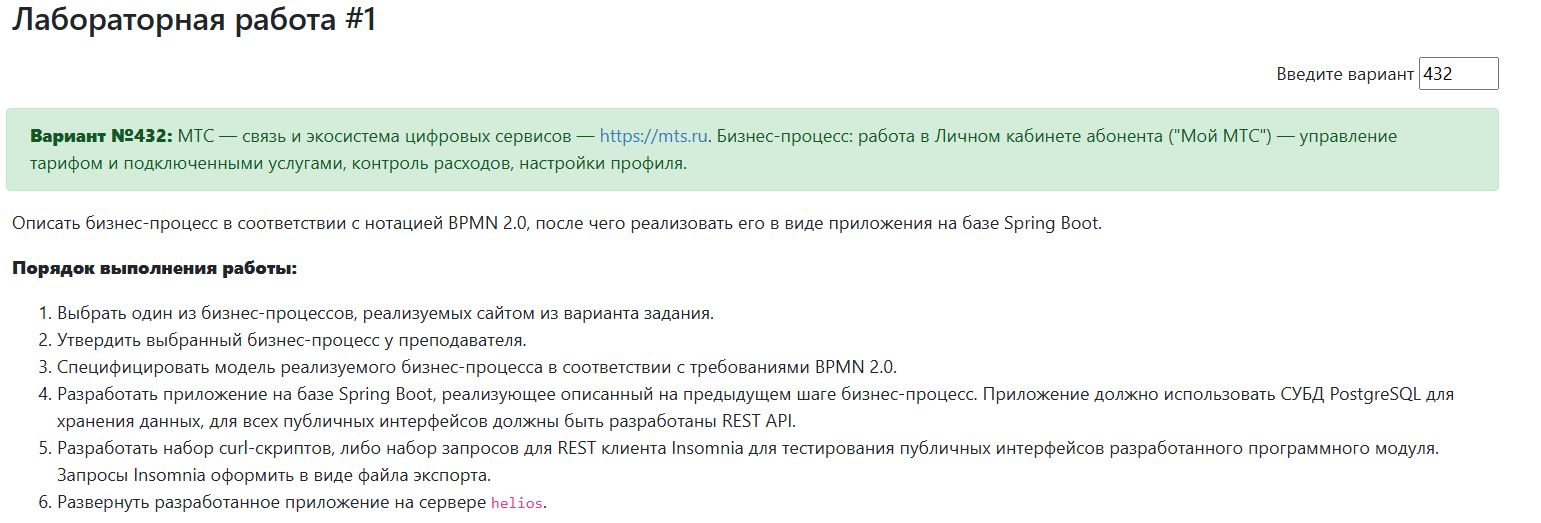 Лабораторная работа #1
Введите вариант 432
Вариант №432: МТС — связь и экосистема цифровых сервисов — https://mts.ru. Бизнес-процесс: работа в Личном кабинете абонента ("Мой МТС") — управление
тарифом и подключенными услугами, контроль расходов, настройки профиля.
Описать бизнес-процесс в соответствии с нотацией BPMN 2.0, после чего реализовать его в виде приложения на базе Spring Boot.
Порядок выполнения работы:
1. Выбрать один из бизнес-процессов, реализуемых сайтом из варианта задания.
2. Утвердить выбранный бизнес-процесс у преподавателя.
3. Специфицировать модель реализуемого бизнес-процесса в соответствии с требованиями BPMN 2.0.
4. Разработать приложение на базе Spring Boot, реализующее описанный на предыдущем шаге бизнес-процесс. Приложение должно использовать СУБД PostgreSQL для
хранения данных, для всех публичных интерфейсов должны быть разработаны REST API.
5. Разработать набор curl-скриптов, либо набор запросов для REST клиента Insomnia для тестирования публичных интерфейсов разработанного программного модуля.
Запросы Insomnia оформить в виде файла экспорта.
6. Развернуть разработанное приложение на сервере helios.